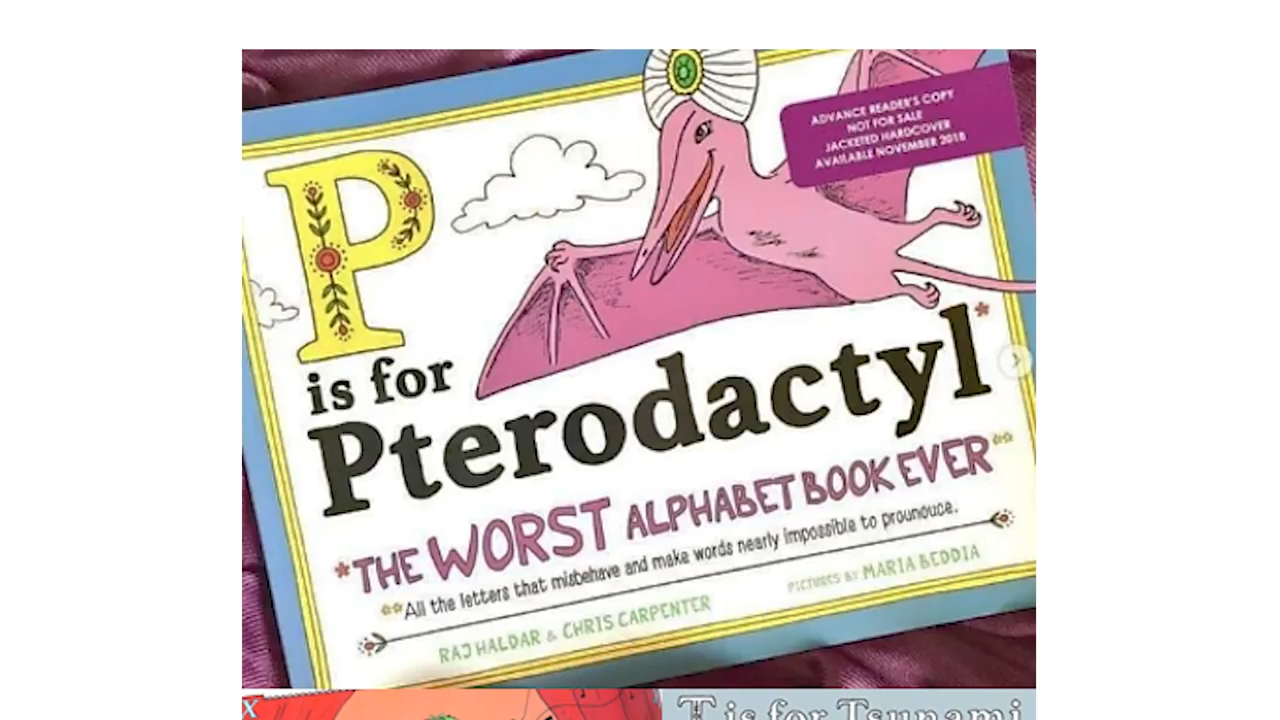 ADVANCE READER'S COPY
NOT FOR SALE
JACKETED HARDCOVER
AVAILABLE NOVEMBER 2018
P
is for
Pterodactyl*
*THE WORST ALPHABET BOOK EVER**
**All the letters that misbehave and make words nearly impossible to prounouce.
RAJ HALDAR & CHRIS CARPENTER
PICTURES BY MARIA BEDDIA
X
T is for Tsunami